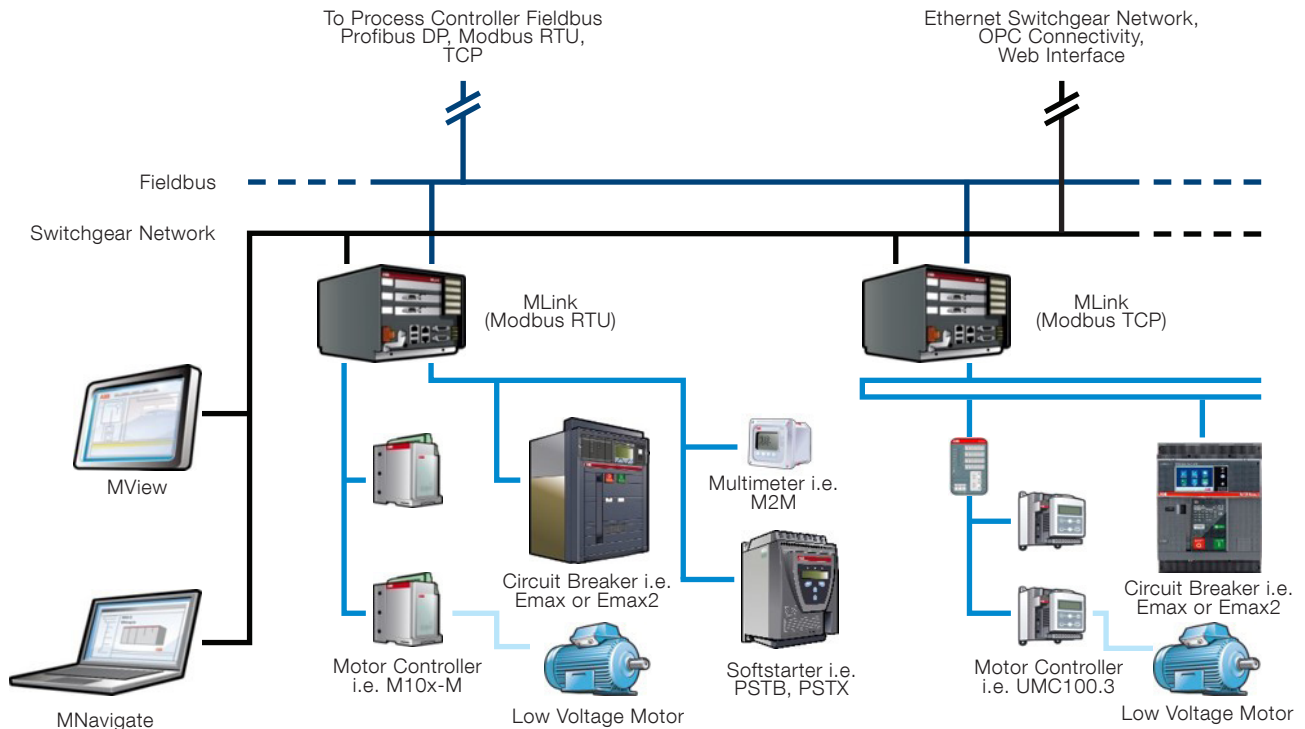 To Process Controller Fieldbus
Profibus DP, Modbus RTU,
TCP
Ethernet Switchgear Network,
OPC Connectivity,
Web Interface
Fieldbus
Switchgear Network
MLink
(Modbus RTU)
MLink
(Modbus TCP)
MView
Multimeter i.e.
M2M
Circuit Breaker i.e.
Emax or Emax2
Circuit Breaker i.e.
Emax or Emax2
Motor Controller
i.e. M10x-M
Softstarter i.e.
PSTB, PSTX
Motor Controller
i.e. UMC100.3
MNavigate
Low Voltage Motor
Low Voltage Motor